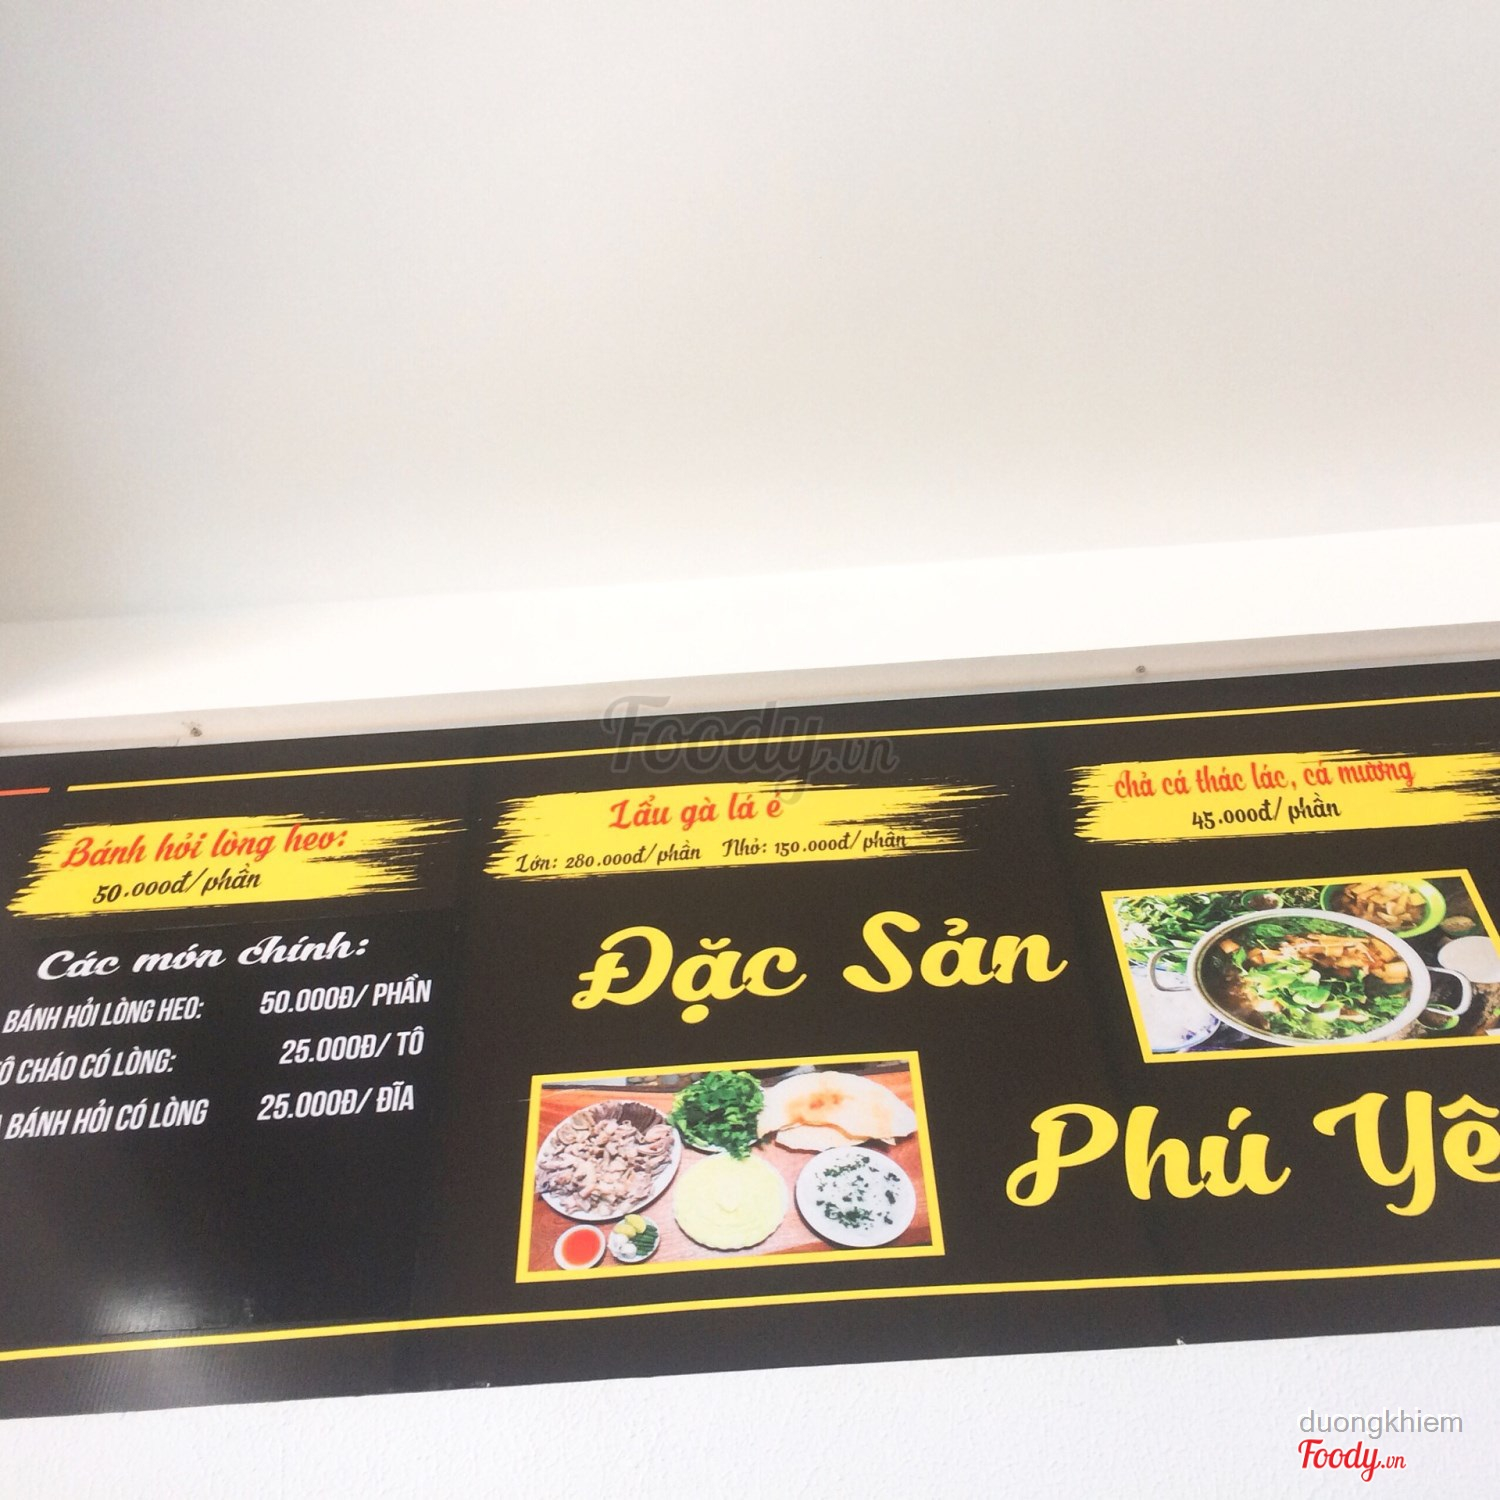 Foody.vn
Bánh hỏi lòng heo:
50.000đ/phần
Các món chính:
BÁNH HỎI LÒNG HEO: 50.000Đ/ PHẦN
CHÁO CÓ LÒNG: 25.000Đ/ TÔ
BÁNH HỎI CÓ LÒNG 25.000Đ/ ĐĨA
Lẩu gà lá é
Lớn: 280.000đ/phần Nhỏ: 150.000đ/phần
chả cá thác lác, cá mương
45.000đ/ phần
Đặc Sản
Phú Yê
duongkhiem
Foody.vn